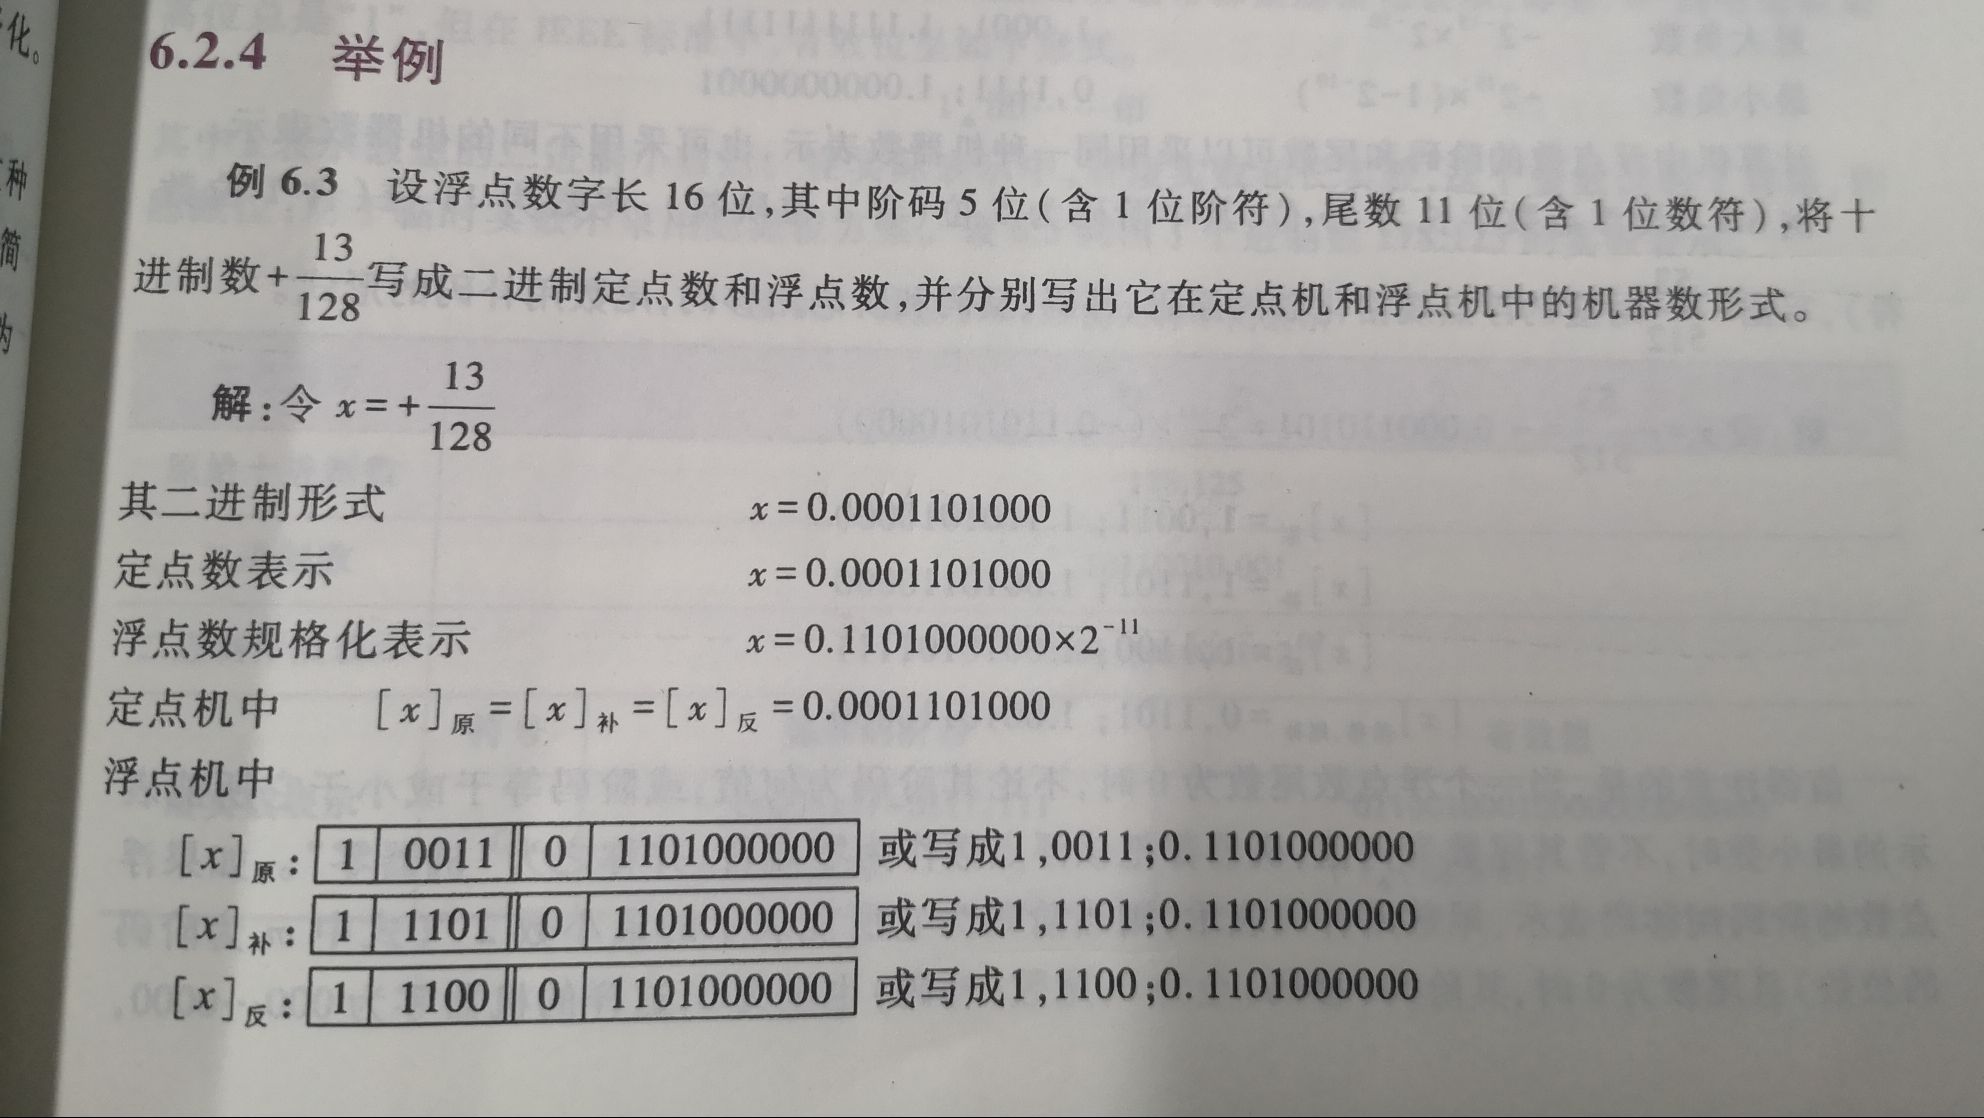 化。
种
简
6.2.4 举例
例 6.3 设浮点数字长 16 位,其中阶码 5 位(含 1 位阶符),尾数 11 位(含 1 位数符),将十
进制数+13/128写成二进制定点数和浮点数,并分别写出它在定点机和浮点机中的机器数形式。
解:令 x=+13/128
其二进制形式 x=0.0001101000
定点数表示 x=0.0001101000
浮点数规格化表示 x=0.1101000000×2⁻¹¹
定点机中 [x]原=[x]补=[x]反=0.0001101000
浮点机中
[x]原: 1 0011 0 1101000000 或写成1,0011;0.1101000000
[x]补: 1 1101 0 1101000000 或写成1,1101;0.1101000000
[x]反: 1 1100 0 1101000000 或写成1,1100;0.1101000000